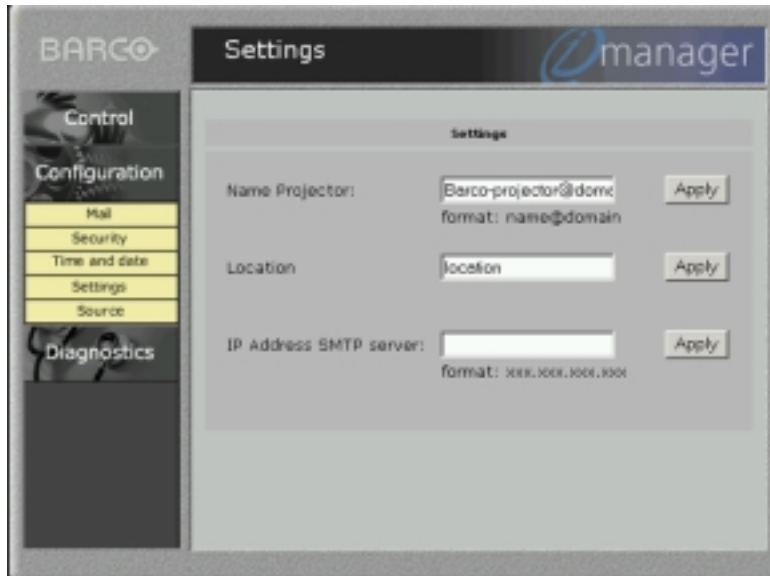 BARCO
Settings
imanager
Control
Configuration
Mail
Security
Time and date
Settings
Source
Diagnostics
Settings
Name Projector:
Barco-projector@doma
Apply
format: name@domain
Location
location
Apply
IP Address SMTP server:
Apply
format: xxx.xxx.xxx.xxx